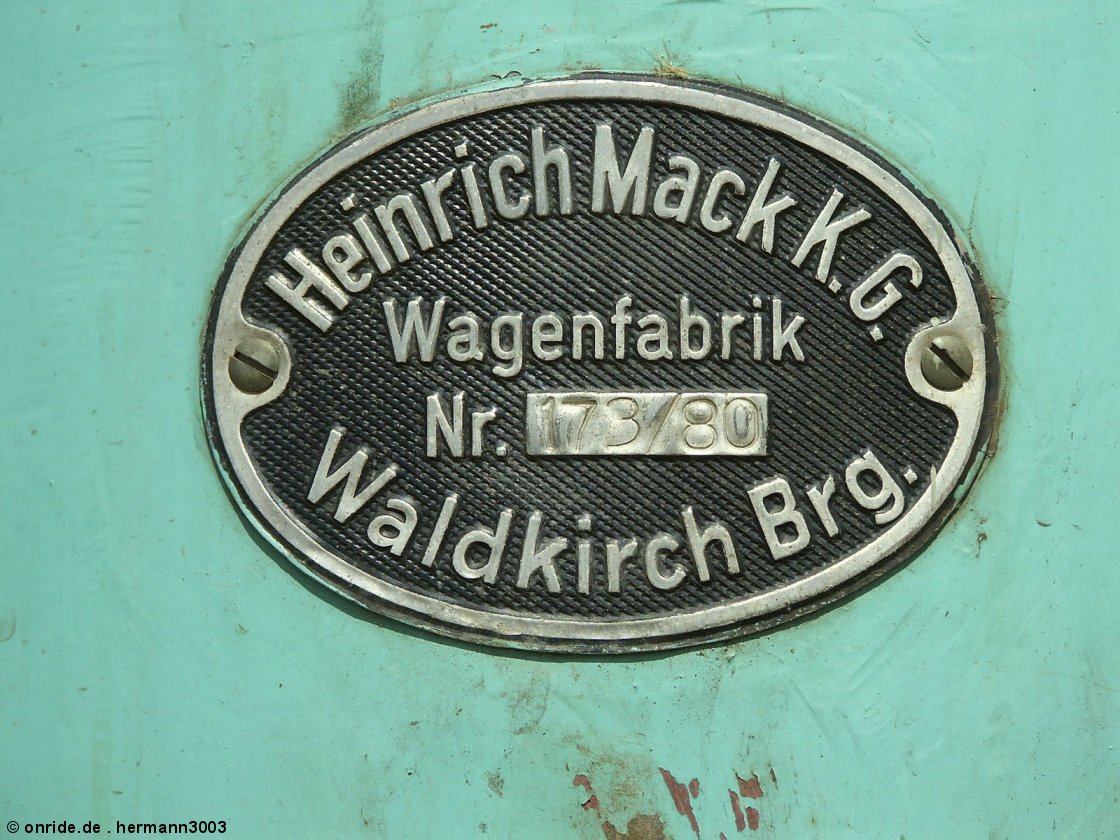 Heinrich Mack K.G.
Wagenfabrik
Nr. 173/80
Waldkirch Brg.
© onride.de . hermann3003